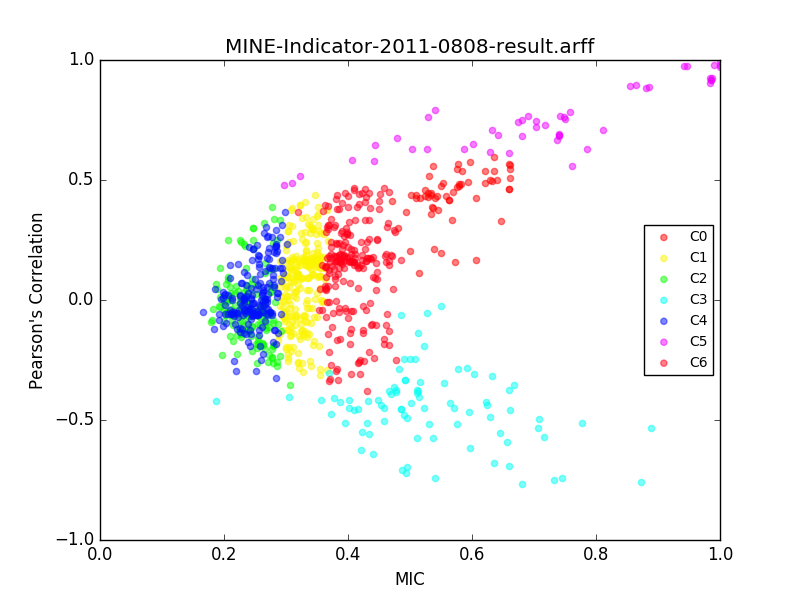 MINE-Indicator-2011-0808-result.arff
1.0
0.5
0.0
−0.5
−1.0
Pearson's Correlation
C0
C1
C2
C3
C4
C5
C6
0.0 0.2 0.4 0.6 0.8 1.0
MIC